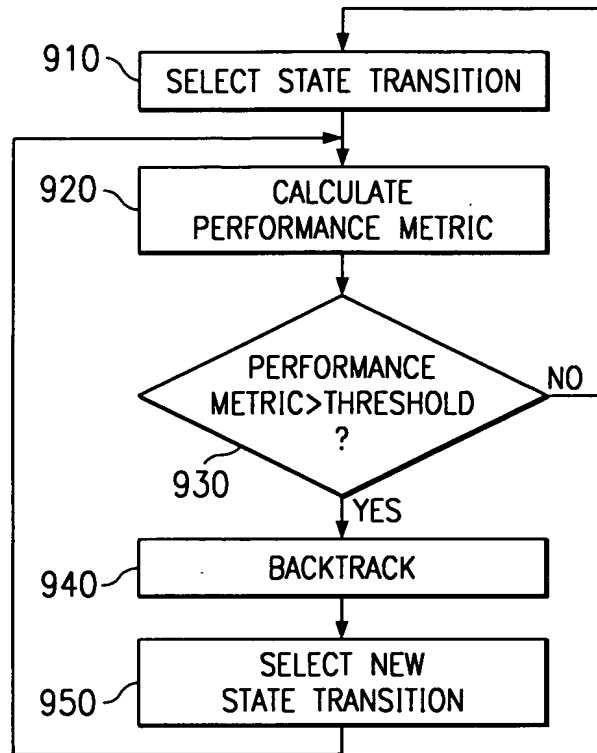 910
SELECT STATE TRANSITION
920
CALCULATE
PERFORMANCE METRIC
PERFORMANCE
METRIC>THRESHOLD
?
NO
930
YES
940
BACKTRACK
950
SELECT NEW
STATE TRANSITION